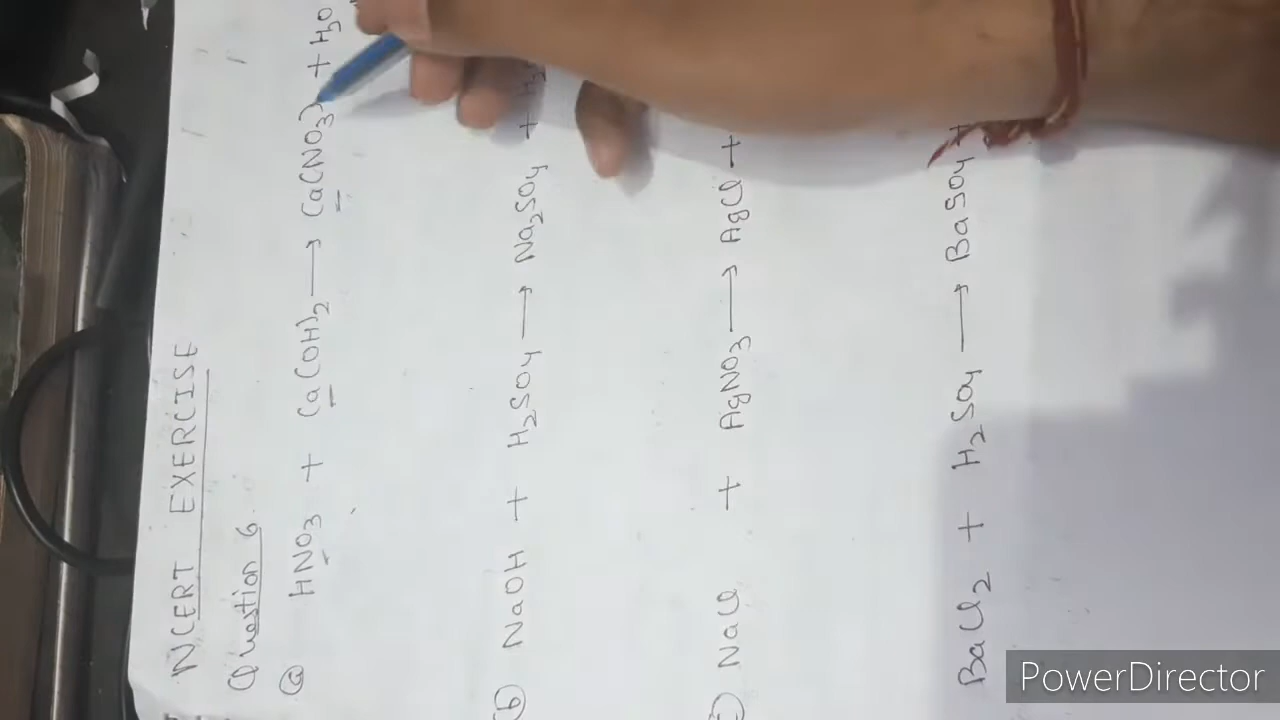 NCERT EXERCISE
Question 6
(a) HNO3 + Ca(OH)2 → Ca(NO3) + H2O
(b) NaOH + H2SO4 → Na2SO4 +
NaCl + AgNO3 → AgCl +
BaCl2 + H2SO4 → BaSO4 +
PowerDirector